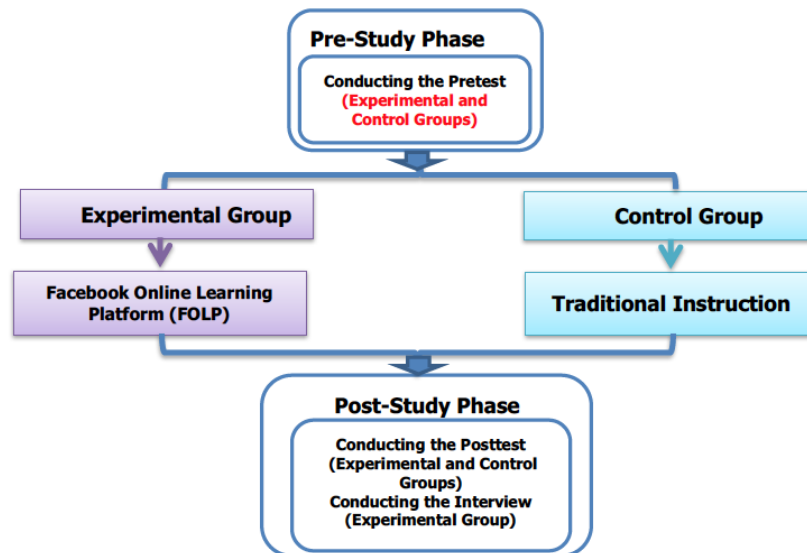 Pre-Study Phase
Conducting the Pretest
(Experimental and
Control Groups)
Experimental Group
Control Group
Facebook Online Learning
Platform (FOLP)
Traditional Instruction
Post-Study Phase
Conducting the Posttest
(Experimental and Control
Groups)
Conducting the Interview
(Experimental Group)